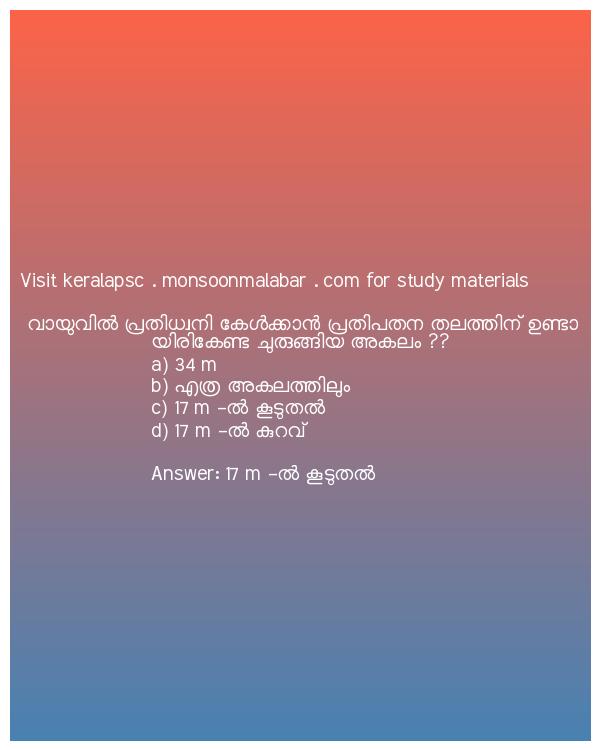 Visit keralapsc . monsoonmalabar . com for study materials
വായുവിൽ പ്രതിധ്വനി കേൾക്കാൻ പ്രതിപതന തലത്തിന് ഉണ്ടാ
യിരികേണ്ട ചുരുങ്ങിയ അകലം ??
a) 34 m
b) എത്ര അകലത്തിലും
c) 17 m -ൽ കൂടുതൽ
d) 17 m -ൽ കുറവ്
Answer: 17 m -ൽ കൂടുതൽ